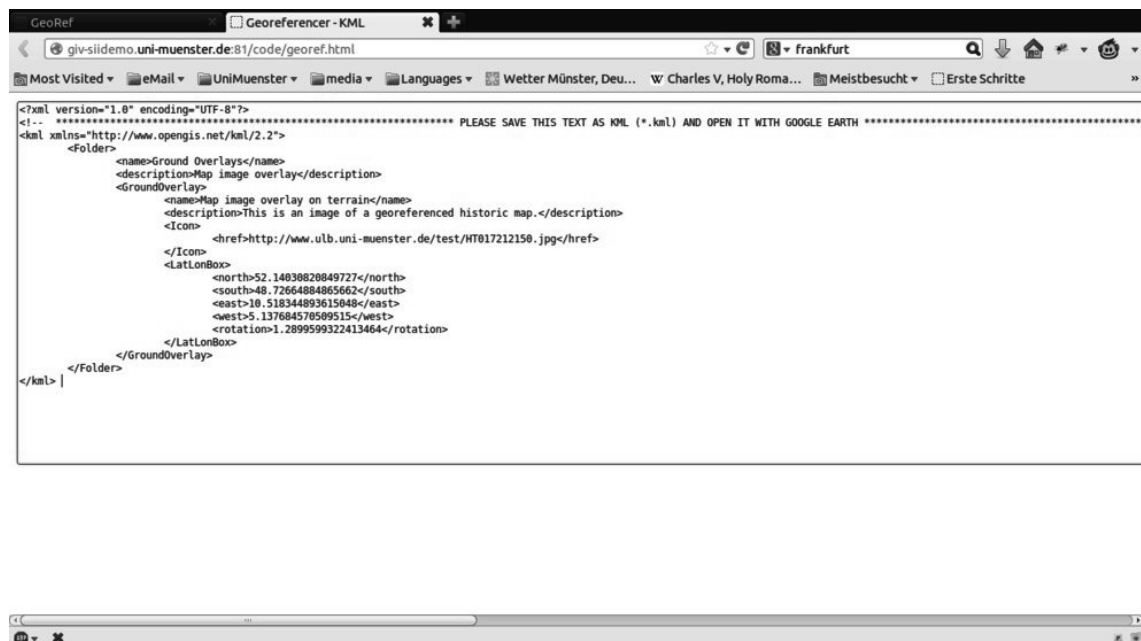 GeoRef
Georeferencer - KML
giv-siidemo.uni-muenster.de:81/code/georef.html
frankfurt
Most Visited
eMail
UniMuenster
media
Languages
Wetter Münster, Deu...
W Charles V, Holy Roma...
Meistbesucht
Erste Schritte
»
<?xml version="1.0" encoding="UTF-8"?>
<!-- ****************************************************************** PLEASE SAVE THIS TEXT AS KML (*.kml) AND OPEN IT WITH GOOGLE EARTH **********************************************
<kml xmlns="http://www.opengis.net/kml/2.2">
<Folder>
<name>Ground Overlays</name>
<description>Map image overlay</description>
<GroundOverlay>
<name>Map image overlay on terrain</name>
<description>This is an image of a georeferenced historic map.</description>
<Icon>
<href>http://www.ulb.uni-muenster.de/test/HT017212150.jpg</href>
</Icon>
<LatLonBox>
<north>52.14030820849727</north>
<south>48.72664884865662</south>
<east>10.518344893615048</east>
<west>5.137684570509515</west>
<rotation>1.2899599322413464</rotation>
</LatLonBox>
</GroundOverlay>
</Folder>
</kml>